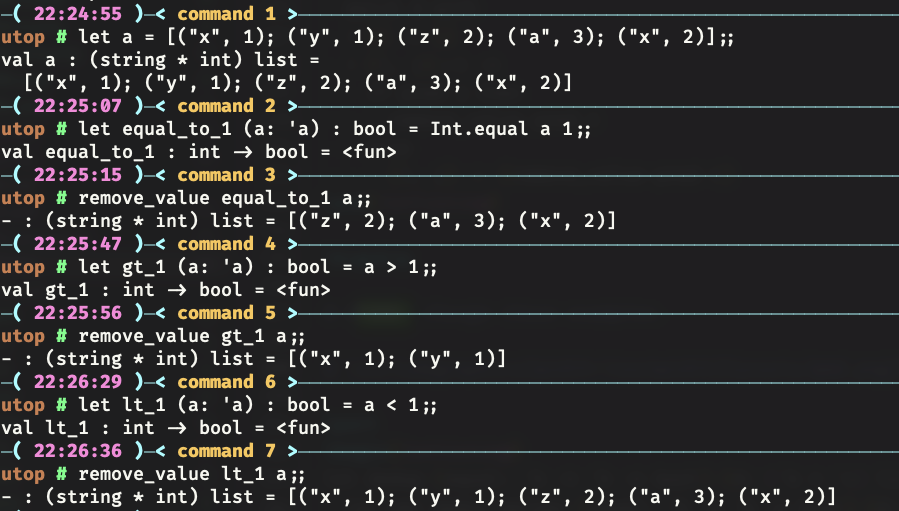 —( 22:24:55 )—< command 1 >—
utop # let a = [("x", 1); ("y", 1); ("z", 2); ("a", 3); ("x", 2)];;
val a : (string * int) list =
  [("x", 1); ("y", 1); ("z", 2); ("a", 3); ("x", 2)]
—( 22:25:07 )—< command 2 >—
utop # let equal_to_1 (a: 'a) : bool = Int.equal a 1;;
val equal_to_1 : int -> bool = <fun>
—( 22:25:15 )—< command 3 >—
utop # remove_value equal_to_1 a;;
- : (string * int) list = [("z", 2); ("a", 3); ("x", 2)]
—( 22:25:47 )—< command 4 >—
utop # let gt_1 (a: 'a) : bool = a > 1;;
val gt_1 : int -> bool = <fun>
—( 22:25:56 )—< command 5 >—
utop # remove_value gt_1 a;;
- : (string * int) list = [("x", 1); ("y", 1)]
—( 22:26:29 )—< command 6 >—
utop # let lt_1 (a: 'a) : bool = a < 1;;
val lt_1 : int -> bool = <fun>
—( 22:26:36 )—< command 7 >—
utop # remove_value lt_1 a;;
- : (string * int) list = [("x", 1); ("y", 1); ("z", 2); ("a", 3); ("x", 2)]